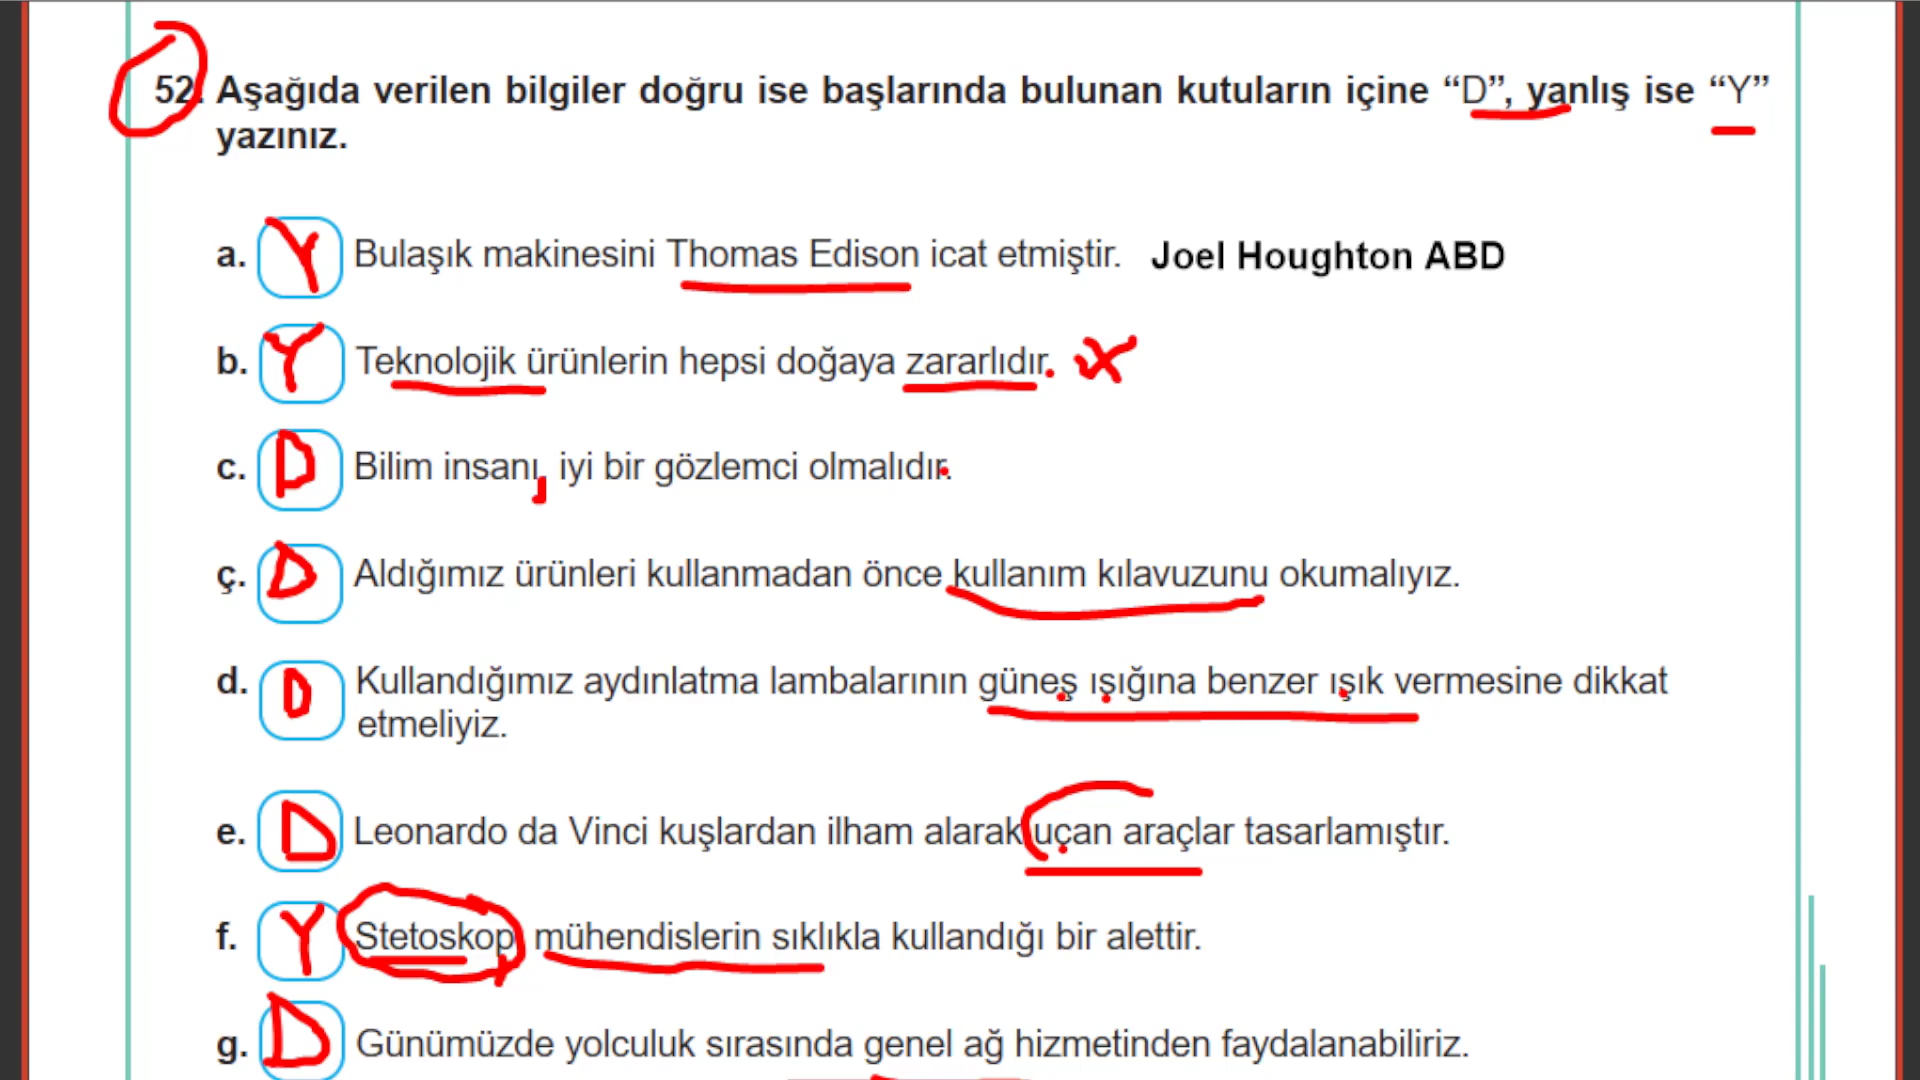 52. Aşağıda verilen bilgiler doğru ise başlarında bulunan kutuların içine “D”, yanlış ise “Y”
yazınız.
a. Y Bulaşık makinesini Thomas Edison icat etmiştir. Joel Houghton ABD
b. Y Teknolojik ürünlerin hepsi doğaya zararlıdır.
c. D Bilim insanı, iyi bir gözlemci olmalıdır.
ç. D Aldığımız ürünleri kullanmadan önce kullanım kılavuzunu okumalıyız.
d. D Kullandığımız aydınlatma lambalarının güneş ışığına benzer ışık vermesine dikkat
etmeliyiz.
e. D Leonardo da Vinci kuşlardan ilham alarak uçan araçlar tasarlamıştır.
f. Y Stetoskop, mühendislerin sıklıkla kullandığı bir alettir.
g. D Günümüzde yolculuk sırasında genel ağ hizmetinden faydalanabiliriz.